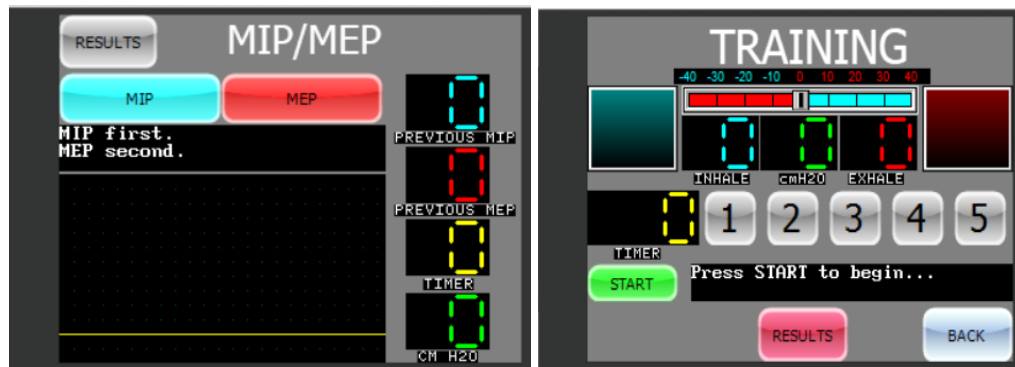 RESULTS
MIP/MEP
MIP
MEP
MIP first.
MEP second.
0
PREVIOUS MIP
0
PREVIOUS MEP
0
TIMER
0
CM H2O
TRAINING
-40 -30 -20 -10 0 10 20 30 40
0 0 0
INHALE cmH2O EXHALE
0
TIMER
1 2 3 4 5
START
Press START to begin...
RESULTS
BACK